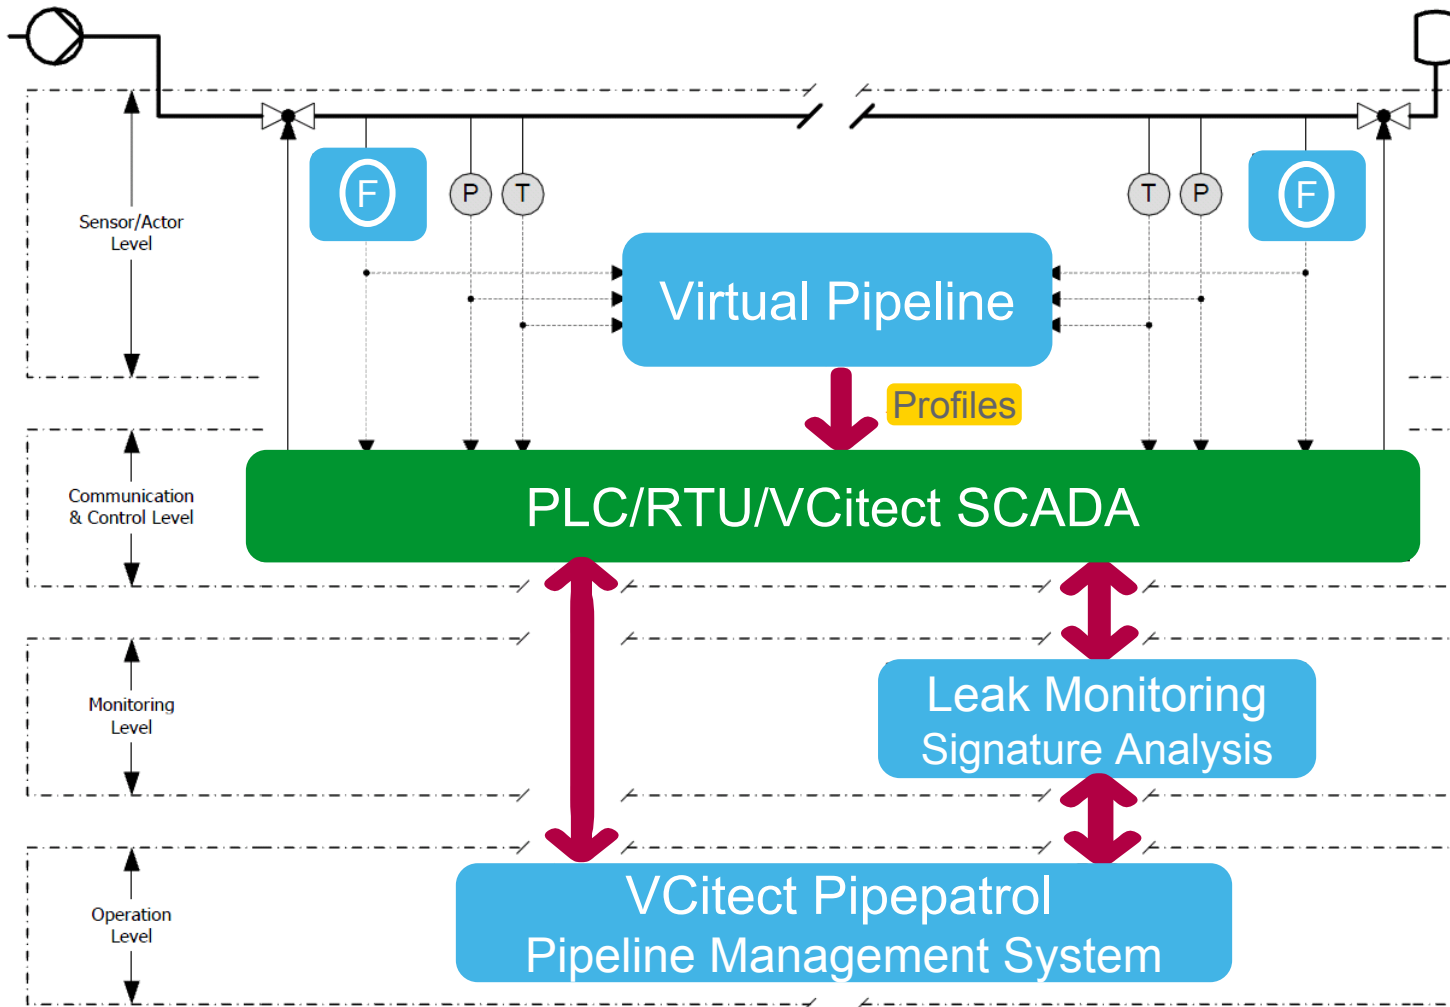 F
P
T
T
P
F
Sensor/Actor
Level
Virtual Pipeline
Profiles
Communication
& Control Level
PLC/RTU/VCitect SCADA
Monitoring
Level
Leak Monitoring
Signature Analysis
Operation
Level
VCitect Pipepatrol
Pipeline Management System